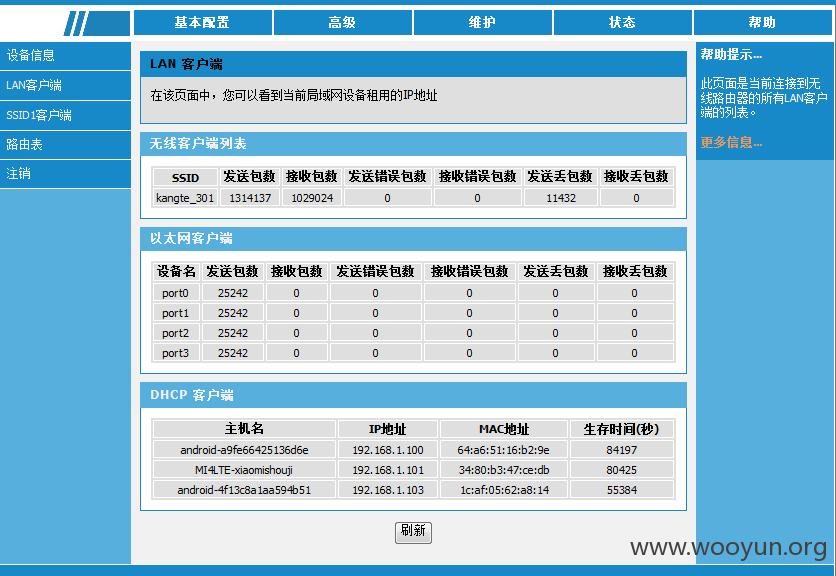 基本配置 高级 维护 状态 帮助
设备信息
LAN客户端
SSID1客户端
路由表
注销
LAN 客户端
在该页面中，您可以看到当前局域网设备租用的IP地址
无线客户端列表
SSID 发送包数 接收包数 发送错误包数 接收错误包数 发送丢包数 接收丢包数
kangte_301 1314137 1029024 0 0 11432 0
以太网客户端
设备名 发送包数 接收包数 发送错误包数 接收错误包数 发送丢包数 接收丢包数
port0 25242 0 0 0 0 0
port1 25242 0 0 0 0 0
port2 25242 0 0 0 0 0
port3 25242 0 0 0 0 0
DHCP 客户端
主机名 IP地址 MAC地址 生存时间(秒)
android-a9fe66425136d6e 192.168.1.100 64:a6:51:16:b2:9e 84197
MI4LTE-xiaomishouji 192.168.1.101 34:80:b3:47:ce:db 80425
android-4f13c8a1aa594b51 192.168.1.103 1c:af:05:62:a8:14 55384
刷新
帮助提示...
此页面是当前连接到无
线路由器的所有LAN客户
端的列表。
更多信息...
www.wooyun.org